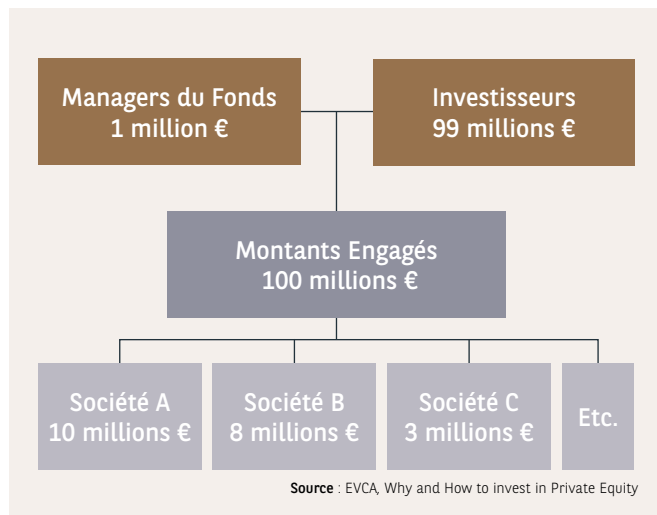 Managers du Fonds
1 million €
Investisseurs
99 millions €
Montants Engagés
100 millions €
Société A
10 millions €
Société B
8 millions €
Société C
3 millions €
Etc.
Source : EVCA, Why and How to invest in Private Equity